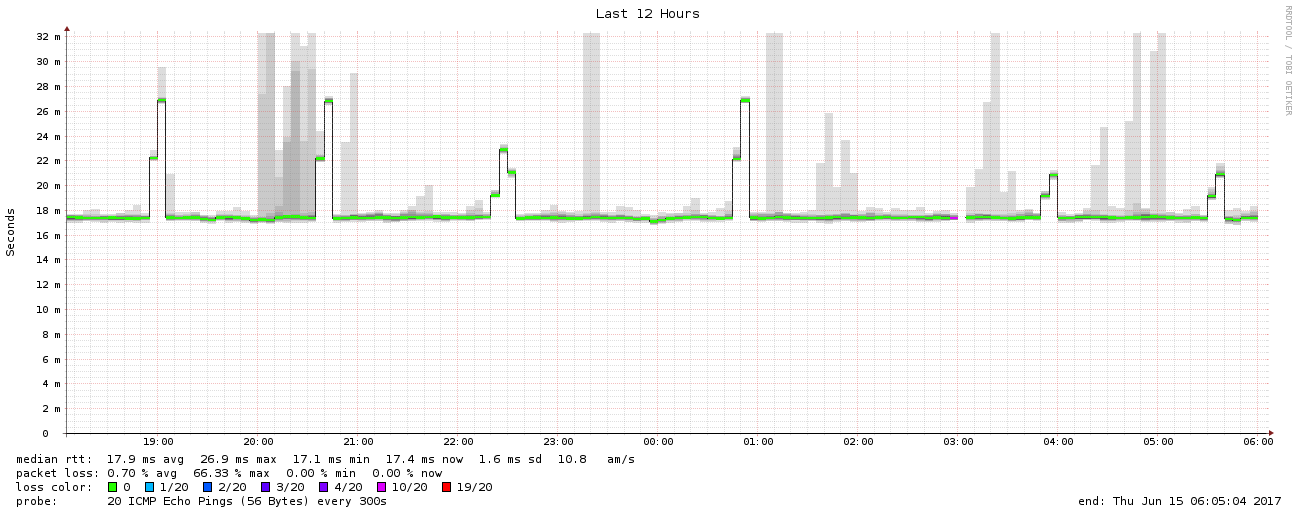 Last 12 Hours
RRDTOOL / TOBI OETIKER
Seconds
32 m
30 m
28 m
26 m
24 m
22 m
20 m
18 m
16 m
14 m
12 m
10 m
8 m
6 m
4 m
2 m
0
19:00 20:00 21:00 22:00 23:00 00:00 01:00 02:00 03:00 04:00 05:00 06:00
median rtt: 17.9 ms avg 26.9 ms max 17.1 ms min 17.4 ms now 1.6 ms sd 10.8 am/s
packet loss: 0.70 % avg 66.33 % max 0.00 % min 0.00 % now
loss color: 0 1/20 2/20 3/20 4/20 10/20 19/20
probe: 20 ICMP Echo Pings (56 Bytes) every 300s end: Thu Jun 15 06:05:04 2017